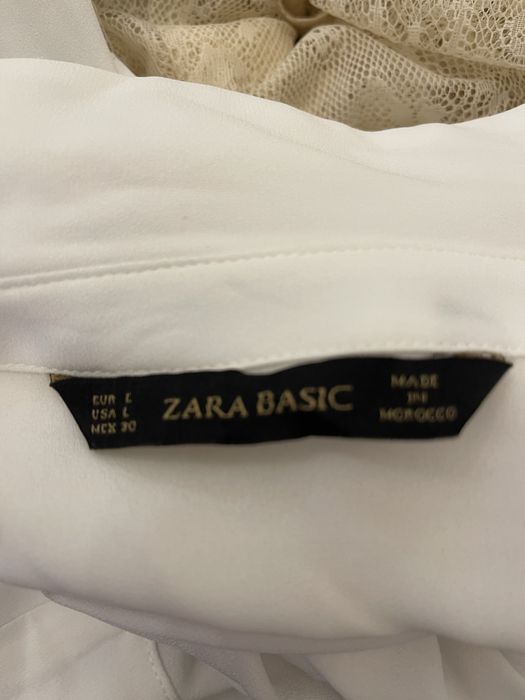 EUR L
USA L
MEX 30
ZARA BASIC
MADE
IN
MOROCCO